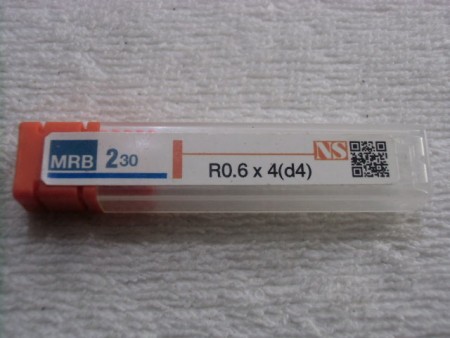 MRB 230
NS
R0.6 x 4(d4)